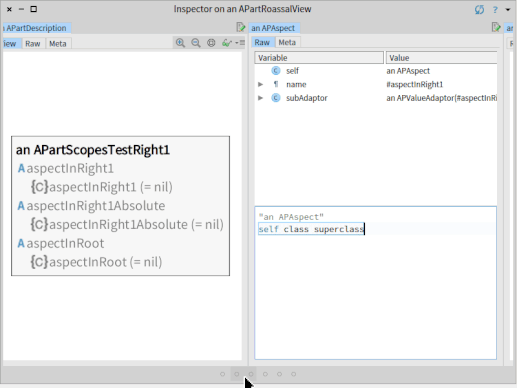 Inspector on an APartRoassalView
APartDescription
Raw Meta
an APartScopesTestRight1
A aspectInRight1
{C} aspectInRight1 (= nil)
A aspectInRight1Absolute
{C} aspectInRight1Absolute (= nil)
A aspectInRoot
{C} aspectInRoot (= nil)
an APAspect
Raw Meta
Variable Value
C self an APAspect
¶ name #aspectInRight1
C subAdaptor an APValueAdaptor(#aspectInRi
"an APAspect"
self class superclass